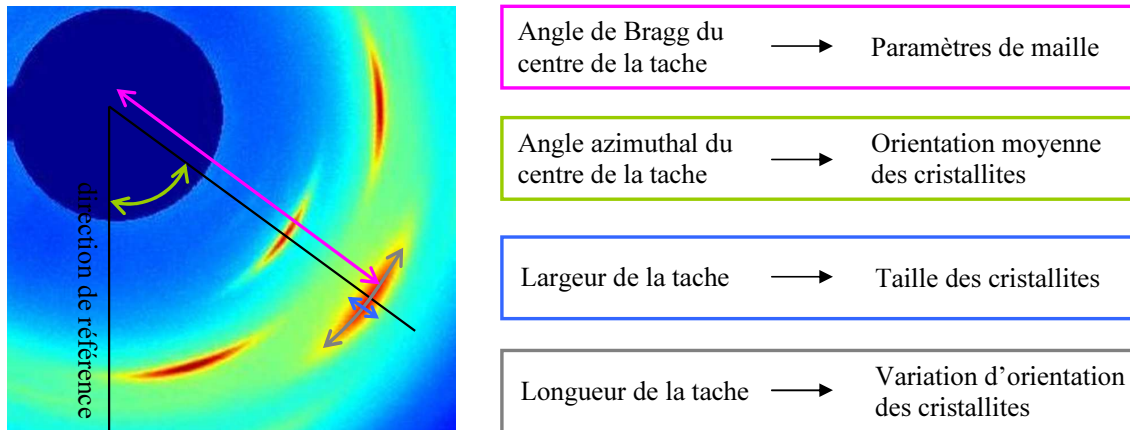 direction de référence
Angle de Bragg du
centre de la tache
Paramètres de maille
Angle azimuthal du
centre de la tache
Orientation moyenne
des cristallites
Largeur de la tache
Taille des cristallites
Longueur de la tache
Variation d’orientation
des cristallites